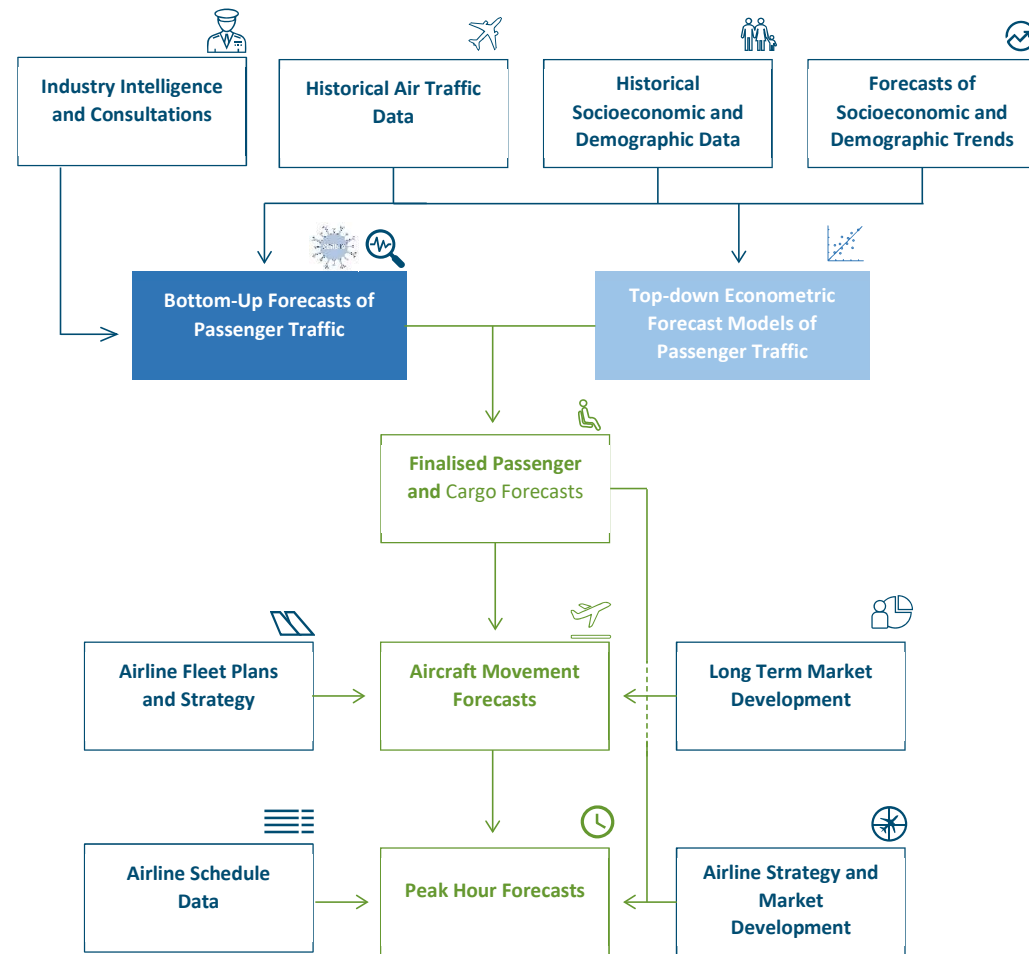 Industry Intelligence
and Consultations
Historical Air Traffic
Data
Historical
Socioeconomic and
Demographic Data
Forecasts of
Socioeconomic and
Demographic Trends
Bottom-Up Forecasts of
Passenger Traffic
Top-down Econometric
Forecast Models of
Passenger Traffic
Finalised Passenger
and Cargo Forecasts
Airline Fleet Plans
and Strategy
Aircraft Movement
Forecasts
Long Term Market
Development
Airline Schedule
Data
Peak Hour Forecasts
Airline Strategy and
Market
Development